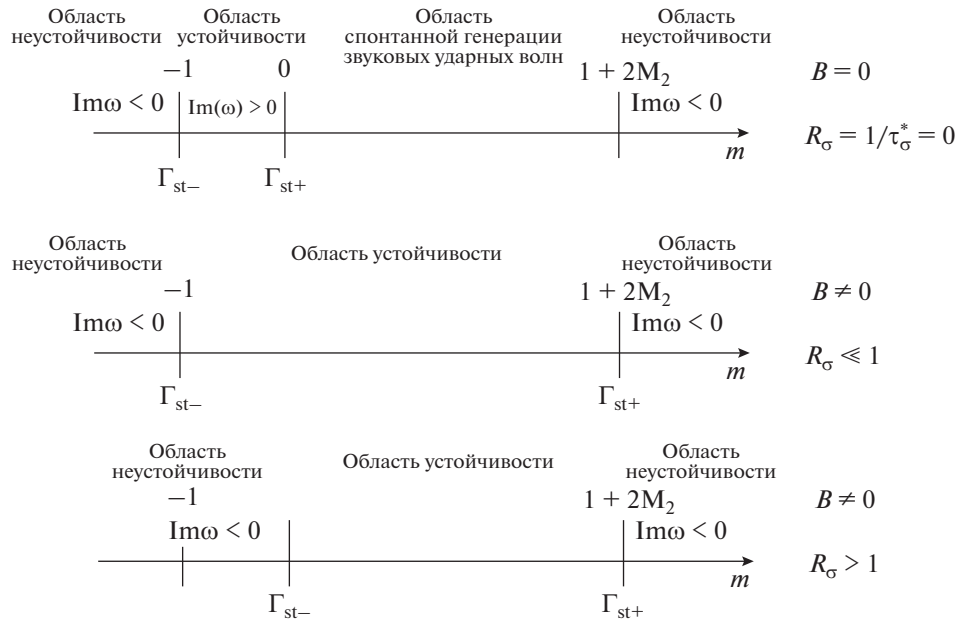 Область неустойчивости
Область устойчивости
Область спонтанной генерации звуковых ударных волн
Область неустойчивости
−1
0
1 + 2M₂
B = 0
Imω < 0
Im(ω) > 0
Imω < 0
m
R_σ = 1/τ*_σ = 0
Γ_st−
Γ_st+
Область неустойчивости
Область устойчивости
Область неустойчивости
−1
1 + 2M₂
B ≠ 0
Imω < 0
Imω < 0
m
R_σ ≪ 1
Γ_st−
Γ_st+
Область неустойчивости
Область устойчивости
Область неустойчивости
−1
1 + 2M₂
B ≠ 0
Imω < 0
Imω < 0
m
R_σ > 1
Γ_st−
Γ_st+